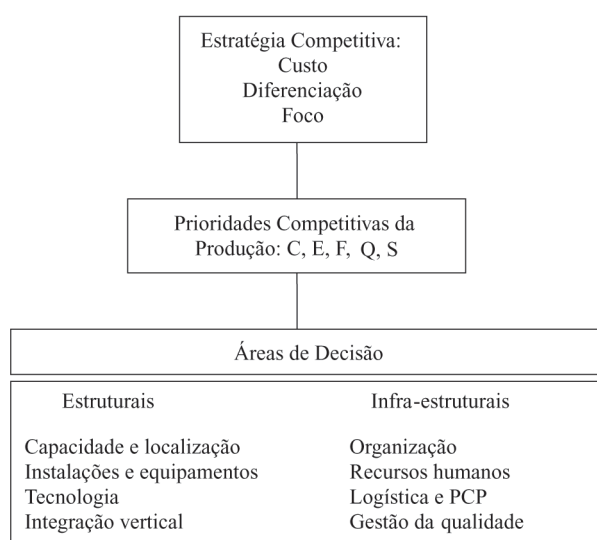 Estratégia Competitiva:
Custo
Diferenciação
Foco
Prioridades Competitivas da
Produção: C, E, F, Q, S
Áreas de Decisão
Estruturais
Capacidade e localização
Instalações e equipamentos
Tecnologia
Integração vertical
Infra-estruturais
Organização
Recursos humanos
Logística e PCP
Gestão da qualidade